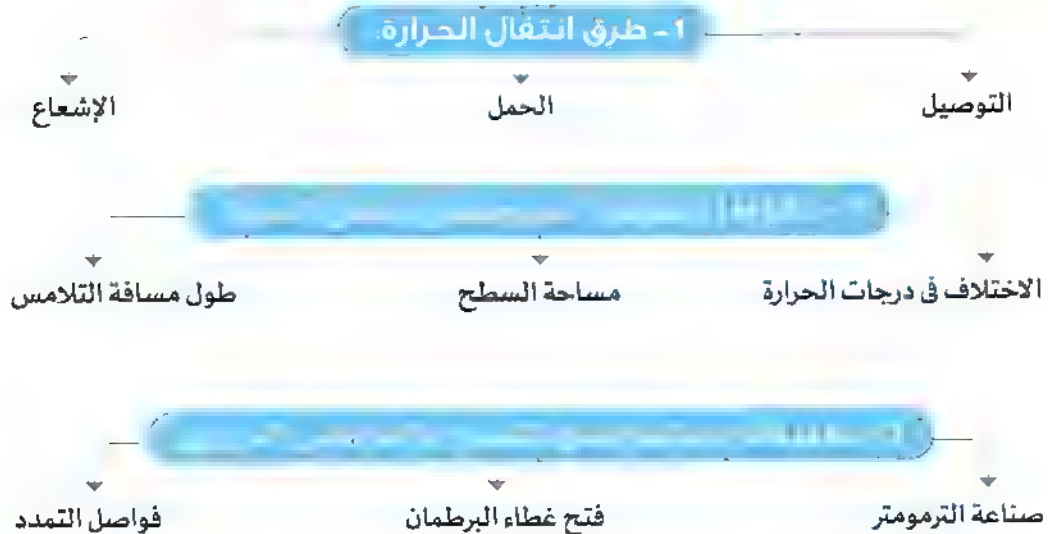 1- طرق انتقال الحرارة:
التوصيل
الحمل
الإشعاع
الاختلاف في درجات الحرارة
مساحة السطح
طول مسافة التلامس
صناعة الترمومتر
فتح غطاء البرطمان
فواصل التمدد